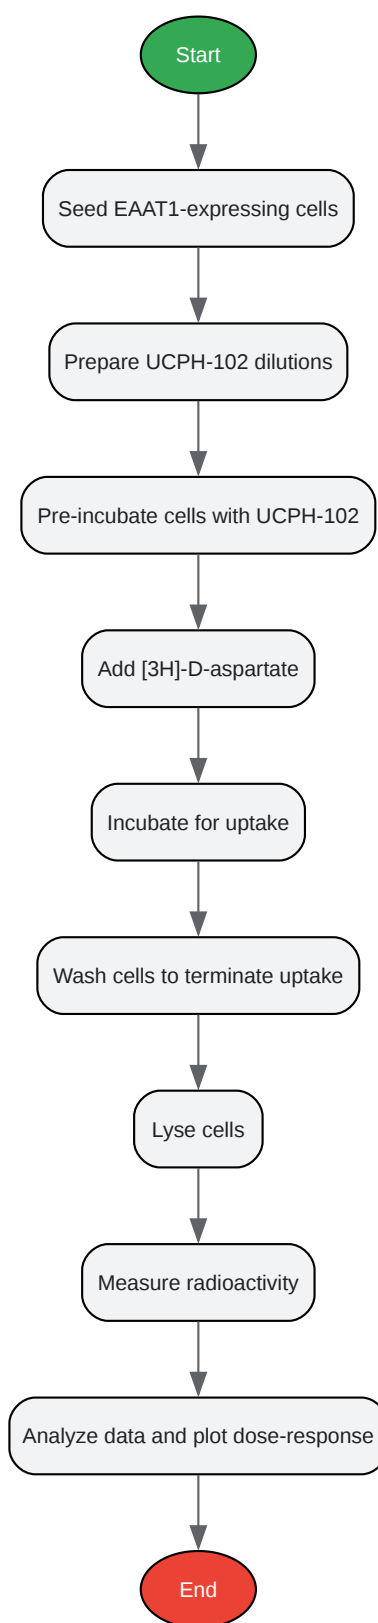 Start
Seed EAAT1-expressing cells
Prepare UCPH-102 dilutions
Pre-incubate cells with UCPH-102
Add [3H]-D-aspartate
Incubate for uptake
Wash cells to terminate uptake
Lyse cells
Measure radioactivity
Analyze data and plot dose-response
End